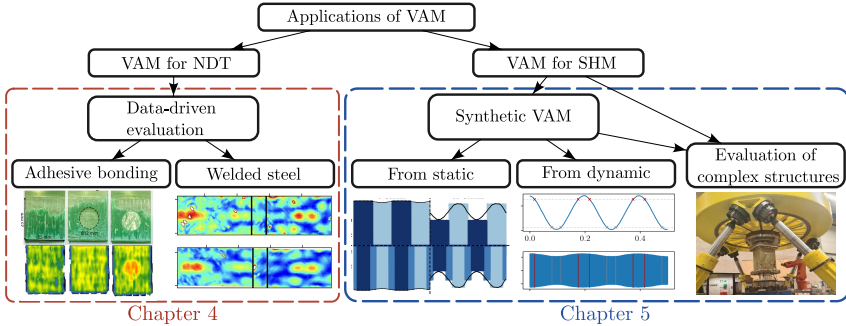 Applications of VAM
VAM for NDT
VAM for SHM
Data-driven
evaluation
Synthetic VAM
Adhesive bonding
Welded steel
From static
From dynamic
Evaluation of
complex structures
0.0
0.2
0.4
Chapter 4
Chapter 5